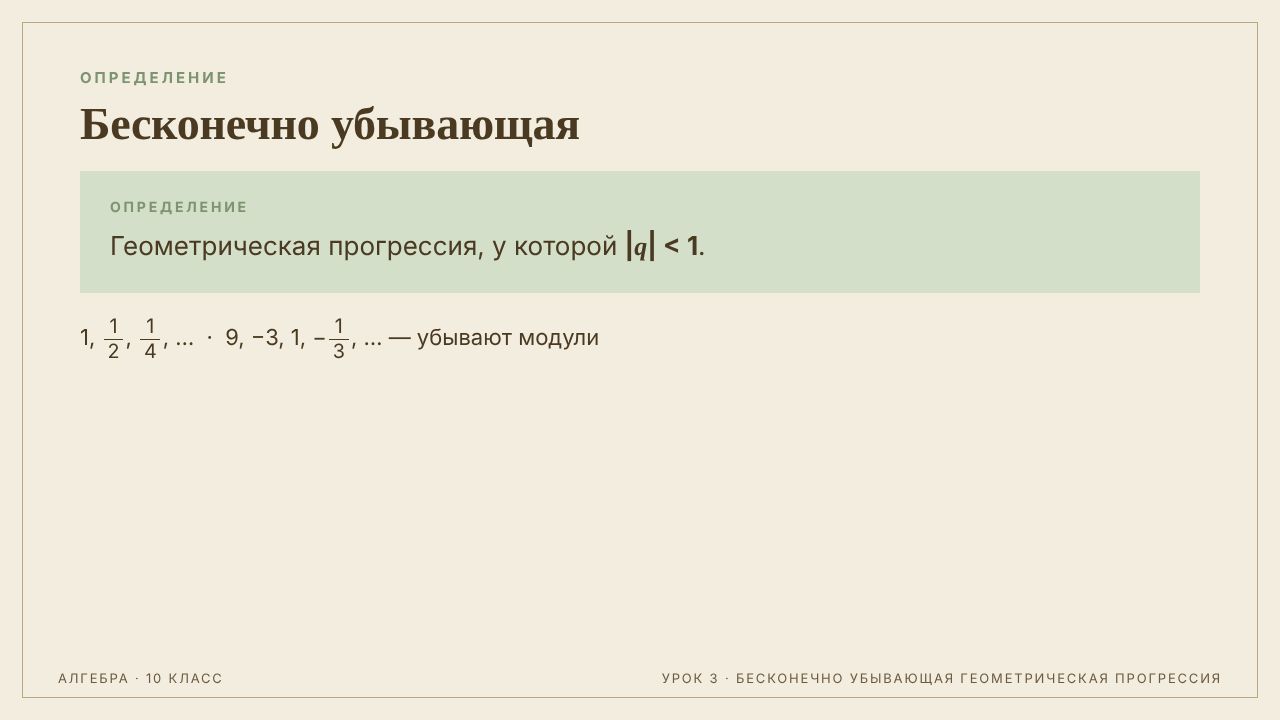 ОПРЕДЕЛЕНИЕ
Бесконечно убывающая
ОПРЕДЕЛЕНИЕ
Геометрическая прогрессия, у которой |q| < 1.
1, 1/2, 1/4, … · 9, −3, 1, −1/3, … — убывают модули
АЛГЕБРА · 10 КЛАСС
УРОК 3 · БЕСКОНЕЧНО УБЫВАЮЩАЯ ГЕОМЕТРИЧЕСКАЯ ПРОГРЕССИЯ